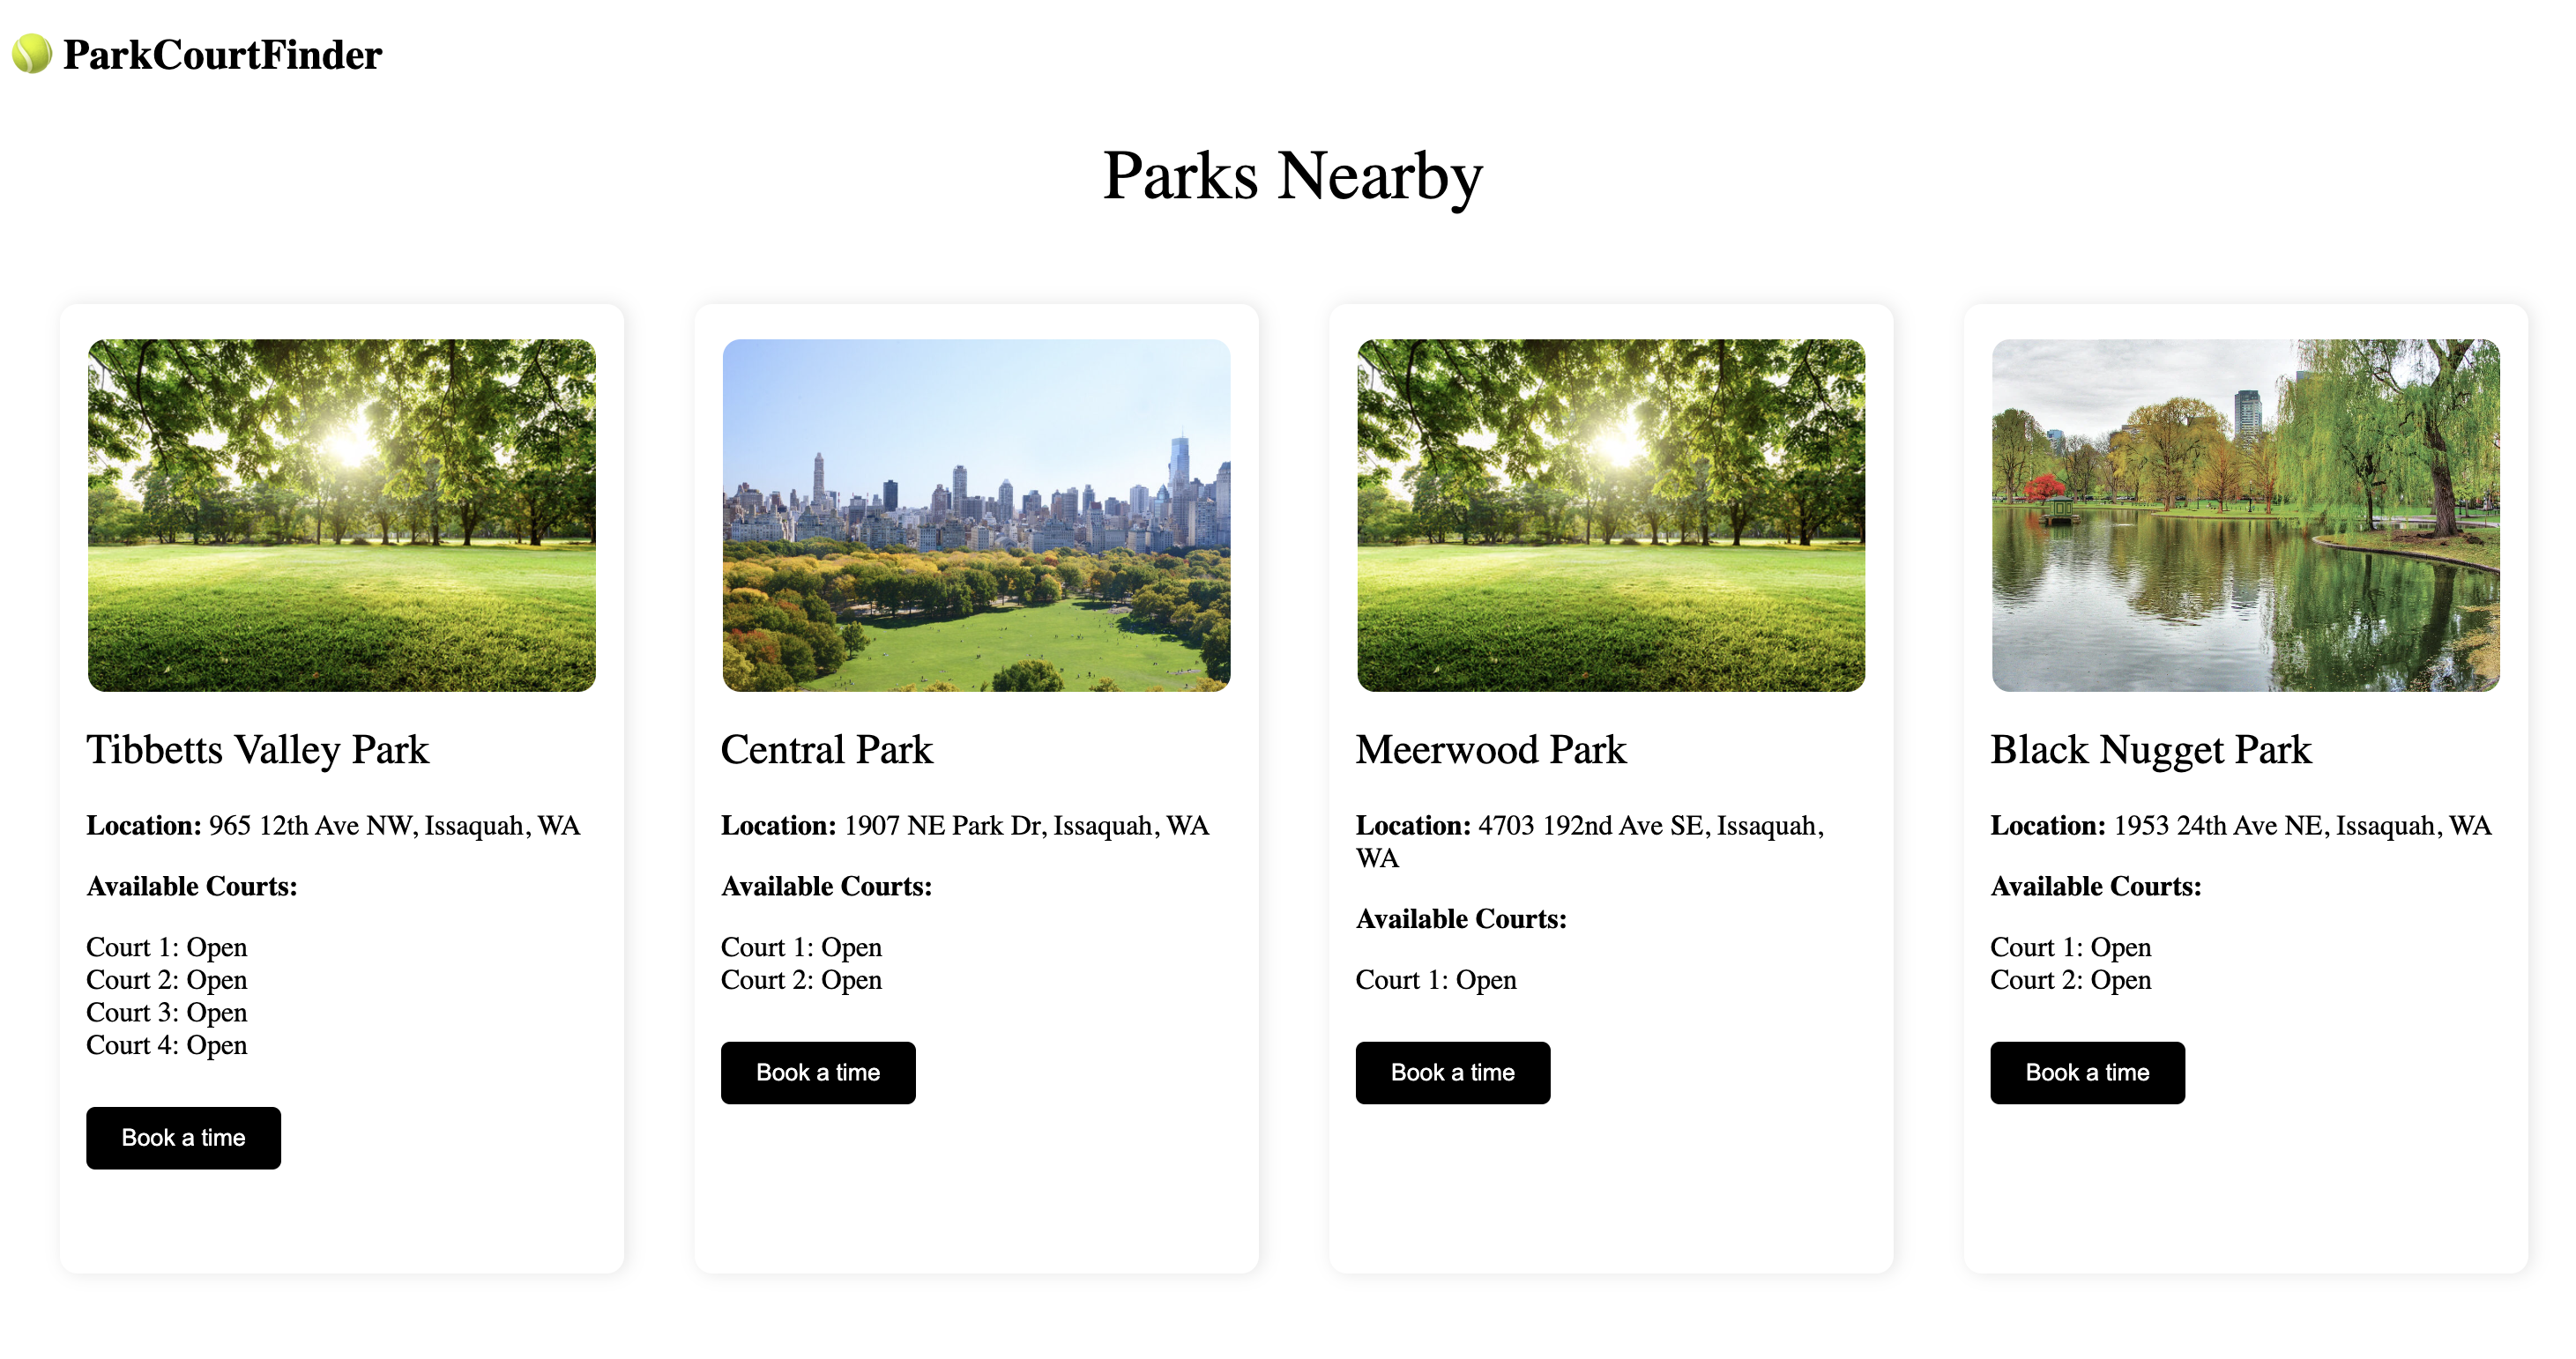 ParkCourtFinder
Parks Nearby
Tibbetts Valley Park
Location: 965 12th Ave NW, Issaquah, WA
Available Courts:
Court 1: Open
Court 2: Open
Court 3: Open
Court 4: Open
Book a time
Central Park
Location: 1907 NE Park Dr, Issaquah, WA
Available Courts:
Court 1: Open
Court 2: Open
Book a time
Meerwood Park
Location: 4703 192nd Ave SE, Issaquah,
WA
Available Courts:
Court 1: Open
Book a time
Black Nugget Park
Location: 1953 24th Ave NE, Issaquah, WA
Available Courts:
Court 1: Open
Court 2: Open
Book a time